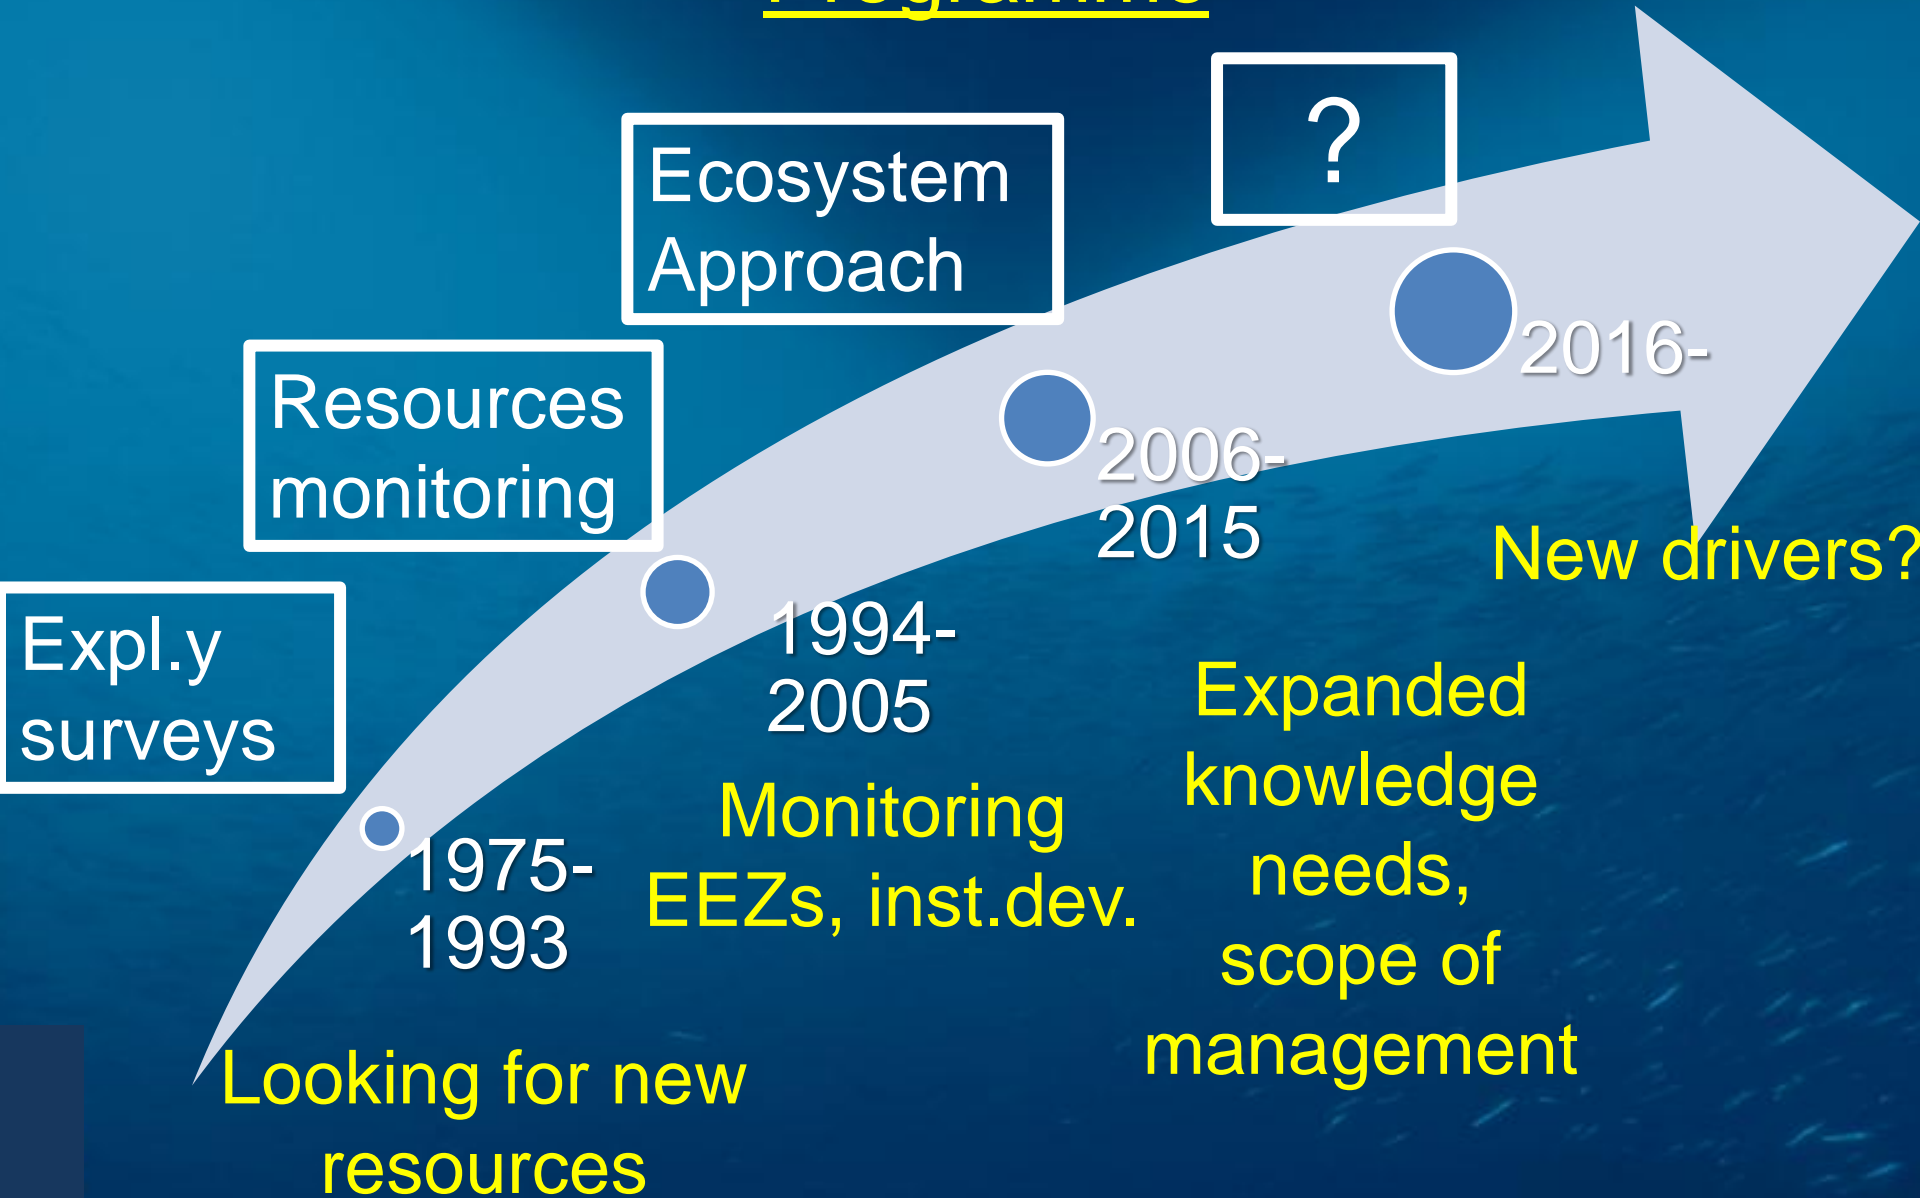 Programme
?
Ecosystem
Approach
Resources
monitoring
Expl.y
surveys
2016-
2006-
2015
1994-
2005
1975-
1993
New drivers?
Expanded
knowledge
needs,
scope of
management
Monitoring
EEZs, inst.dev.
Looking for new
resources